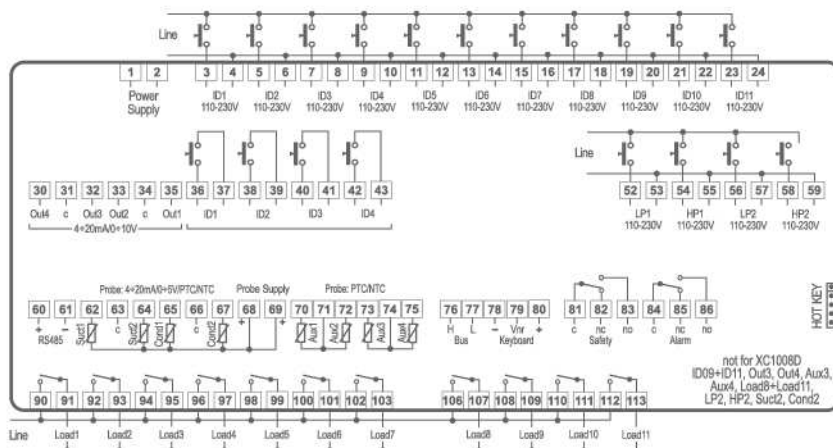 Line
1 2 3 4 5 6 7 8 9 10 11 12 13 14 15 16 17 18 19 20 21 22 23 24
Power Supply
ID1 ID2 ID3 ID4 ID5 ID6 ID7 ID8 ID9 ID10 ID11
110-230V 110-230V 110-230V 110-230V 110-230V 110-230V 110-230V 110-230V 110-230V 110-230V 110-230V
Line
30 31 32 33 34 35 36 37 38 39 40 41 42 43
52 53 54 55 56 57 58 59
Out4 c Out3 Out2 c Out1
ID1 ID2 ID3 ID4
4÷20mA/0÷10V
LP1 HP1 LP2 HP2
110-230V 110-230V 110-230V 110-230V
Probe: 4÷20mA/0÷5V/PTC/NTC
Probe Supply
Probe: PTC/NTC
60 61 62 63 64 65 66 67 68 69 70 71 72 73 74 75 76 77 78 79 80 81 82 83 84 85 86
+ – Suct1 c Suct2 Cond1 c Cond2 + + Aux1 Aux2 Aux3 Aux4 H L – Vnr + c nc no c nc no
RS485
Bus
Keyboard
Safety
Alarm
HOT KEY
not for XC1008D
ID09÷ID11, Out3, Out4, Aux3,
Aux4, Load8÷Load11,
LP2, HP2, Suct2, Cond2
90 91 92 93 94 95 96 97 98 99 100 101 102 103 106 107 108 109 110 111 112 113
Line
Load1 Load2 Load3 Load4 Load5 Load6 Load7 Load8 Load9 Load10 Load11